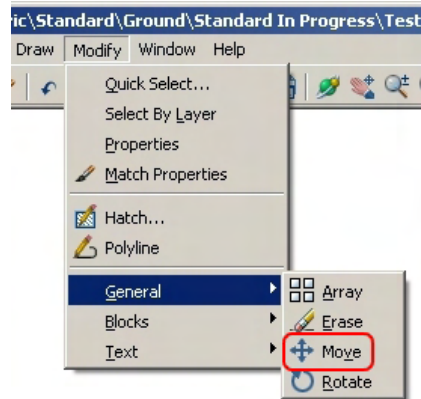 ic\Standard\Ground\Standard In Progress\Test
Draw Modify Window Help
Quick Select...
Select By Layer
Properties
Match Properties
Hatch...
Polyline
General
Blocks
Text
Array
Erase
Move
Rotate